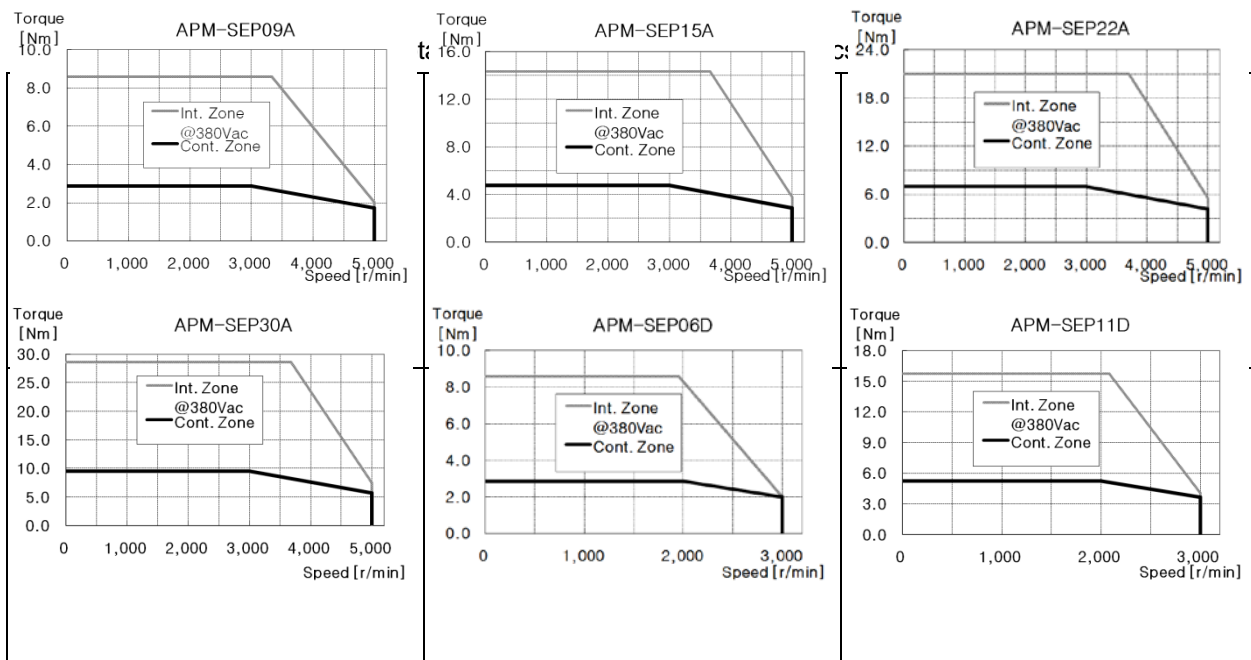 Torque
[Nm]
APM-SEP09A
10.0
8.0
6.0
4.0
2.0
0.0
Int. Zone
@380Vac
Cont. Zone
0 1,000 2,000 3,000 4,000 5,000
Speed [r/min]
Torque
[Nm]
APM-SEP15A
16.0
14.0
12.0
8.0
4.0
0.0
Int. Zone
@380Vac
Cont. Zone
0 1,000 2,000 3,000 4,000 5,000
Speed [r/min]
Torque
[Nm]
APM-SEP22A
24.0
18.0
12.0
6.0
0.0
Int. Zone
@380Vac
Cont. Zone
0 1,000 2,000 3,000 4,000 5,000
Speed [r/min]
Torque
[Nm]
APM-SEP30A
30.0
25.0
20.0
15.0
10.0
5.0
0.0
Int. Zone
@380Vac
Cont. Zone
0 1,000 2,000 3,000 4,000 5,000
Speed [r/min]
Torque
[Nm]
APM-SEP06D
10.0
8.0
6.0
4.0
2.0
0.0
Int. Zone
@380Vac
Cont. Zone
0 1,000 2,000 3,000
Speed [r/min]
Torque
[Nm]
APM-SEP11D
18.0
15.0
12.0
9.0
6.0
3.0
0.0
Int. Zone
@380Vac
Cont. Zone
0 1,000 2,000 3,000
Speed [r/min]